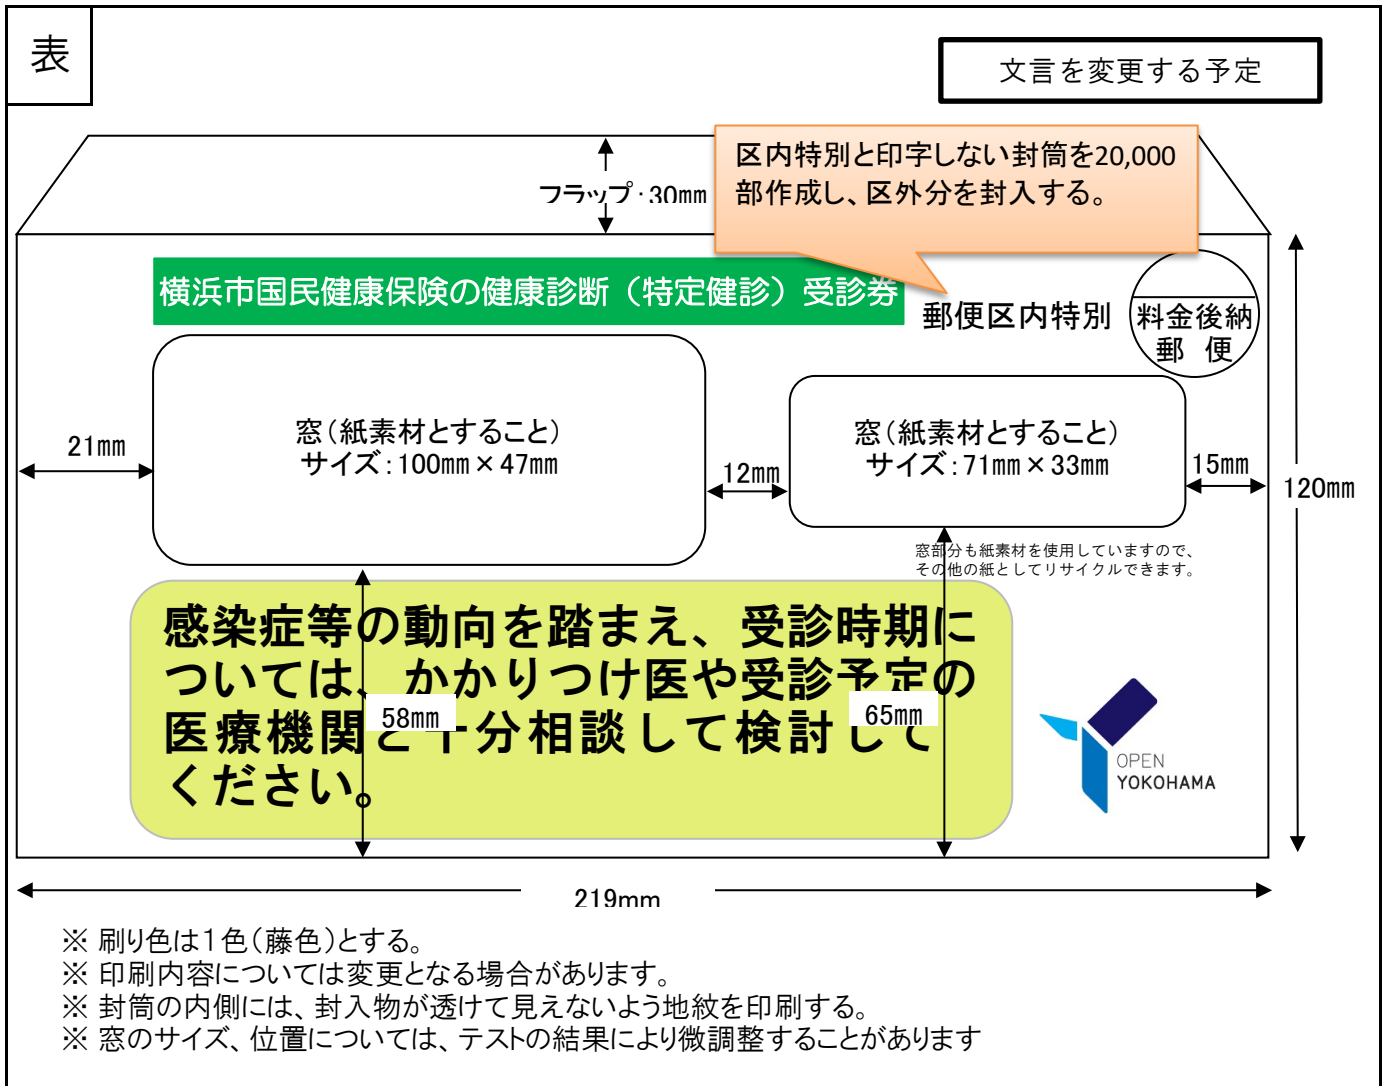 表
文言を変更する予定
区内特別と印字しない封筒を20,000
部作成し、区外分を封入する。
フラップ：30mm
横浜市国民健康保険の健康診断（特定健診）受診券
郵便区内特別
料金後納
郵　便
窓（紙素材とすること）
サイズ：100mm×47mm
窓（紙素材とすること）
サイズ：71mm×33mm
21mm
12mm
15mm
120mm
窓部分も紙素材を使用していますので、
その他の紙としてリサイクルできます。
感染症等の動向を踏まえ、受診時期に
ついては、かかりつけ医や受診予定の
医療機関と十分相談して検討して
ください。
58mm
65mm
OPEN
YOKOHAMA
219mm
※ 刷り色は１色（藤色）とする。
※ 印刷内容については変更となる場合があります。
※ 封筒の内側には、封入物が透けて見えないよう地紋を印刷する。
※ 窓のサイズ、位置については、テストの結果により微調整することがあります